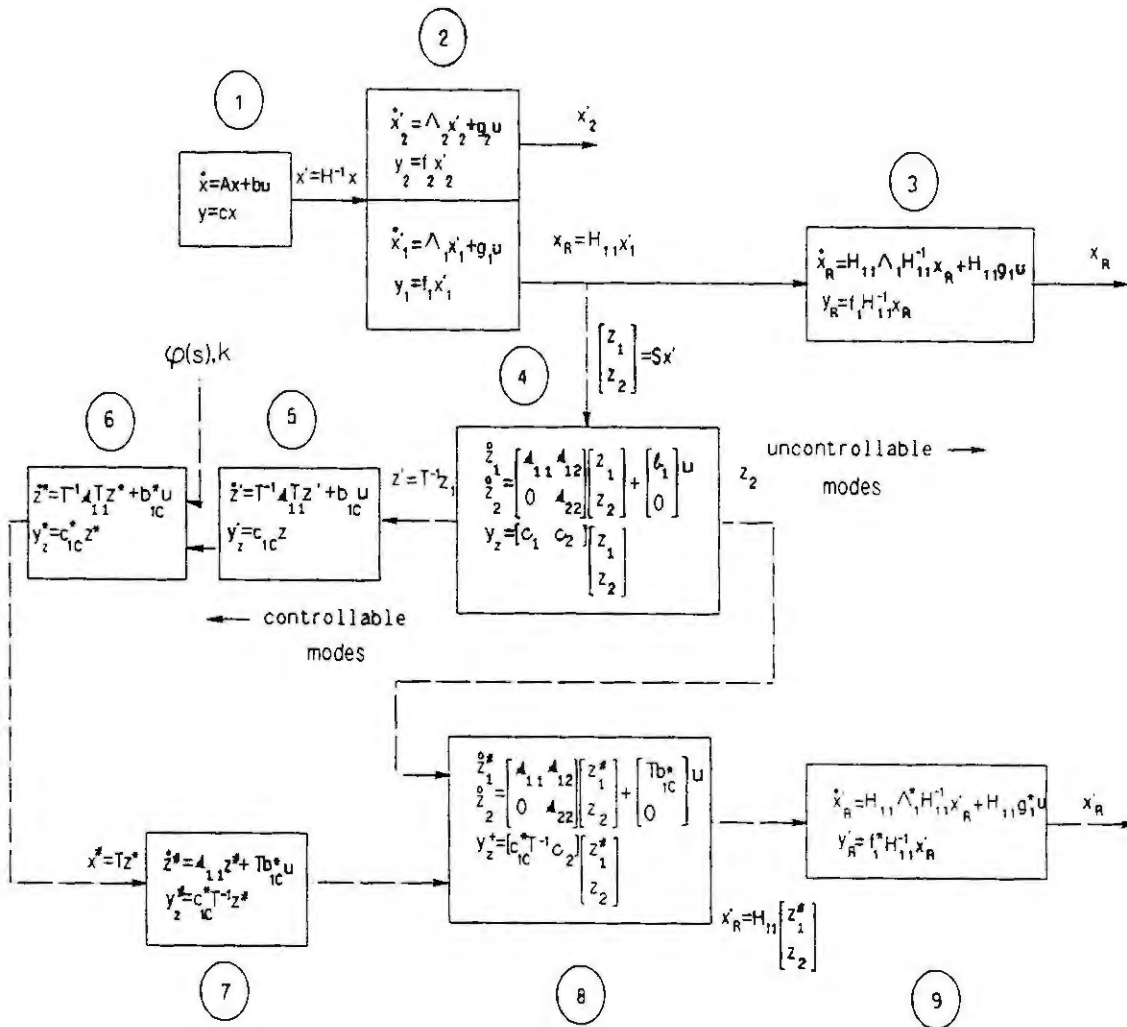 2
1
ẋ'₂=Λ₂x'₂+g₂u
y₂=f₂x'₂
x'₂
ẋ=Ax+bu
y=cx
x'=H⁻¹x
3
ẋ'₁=Λ₁x'₁+g₁u
y₁=f₁x'₁
x_R=H₁₁x'₁
ẋ_R=H₁₁Λ₁H₁₁⁻¹x_R+H₁₁g₁u
y_R=f₁H₁₁⁻¹x_R
x_R
φ(s),k
[z₁ z₂]=Sx'
4
6
5
ż*=T⁻¹A₁₁Tz*+b*₁cu
y*_z=c*₁cz*
ż'=T⁻¹A₁₁Tz'+b₁cu
y'_z=c₁cz
z'=T⁻¹z₁
ż₁ ż₂=[A₁₁ A₁₂ 0 A₂₂][z₁ z₂]+[b₁ 0]u
y_z=[c₁ c₂][z₁ z₂]
z₂
uncontrollable
modes
controllable
modes
x#=Tz*
ż#=A₁₁z#+Tb*₁cu
y#_z=c*₁cT⁻¹z#
7
ż#₁ ż₂=[A₁₁ A₁₂ 0 A₂₂][z#₁ z₂]+[Tb*₁c 0]u
y⁺_z=[c*₁cT⁻¹ c₂][z#₁ z₂]
8
x'_R=H₁₁[z#₁ z₂]
ẋ'_R=H₁₁Λ*₁H₁₁⁻¹x'_R+H₁₁g*₁u
y'_R=f*₁H₁₁⁻¹x'_R
x'_R
9